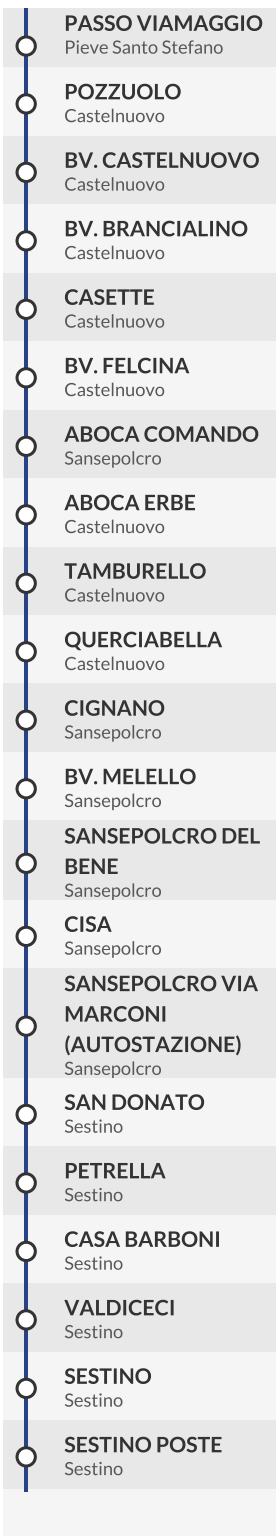 PASSO VIAMAGGIO
Pieve Santo Stefano
POZZUOLO
Castelnuovo
BV. CASTELNUOVO
Castelnuovo
BV. BRANCIALINO
Castelnuovo
CASETTE
Castelnuovo
BV. FELCINA
Castelnuovo
ABOCA COMANDO
Sansepolcro
ABOCA ERBE
Castelnuovo
TAMBURELLO
Castelnuovo
QUERCIABELLA
Castelnuovo
CIGNANO
Sansepolcro
BV. MELELLO
Sansepolcro
SANSEPOLCRO DEL
BENE
Sansepolcro
CISA
Sansepolcro
SANSEPOLCRO VIA
MARCONI
(AUTOSTAZIONE)
Sansepolcro
SAN DONATO
Sestino
PETRELLA
Sestino
CASA BARBONI
Sestino
VALDICECI
Sestino
SESTINO
Sestino
SESTINO POSTE
Sestino